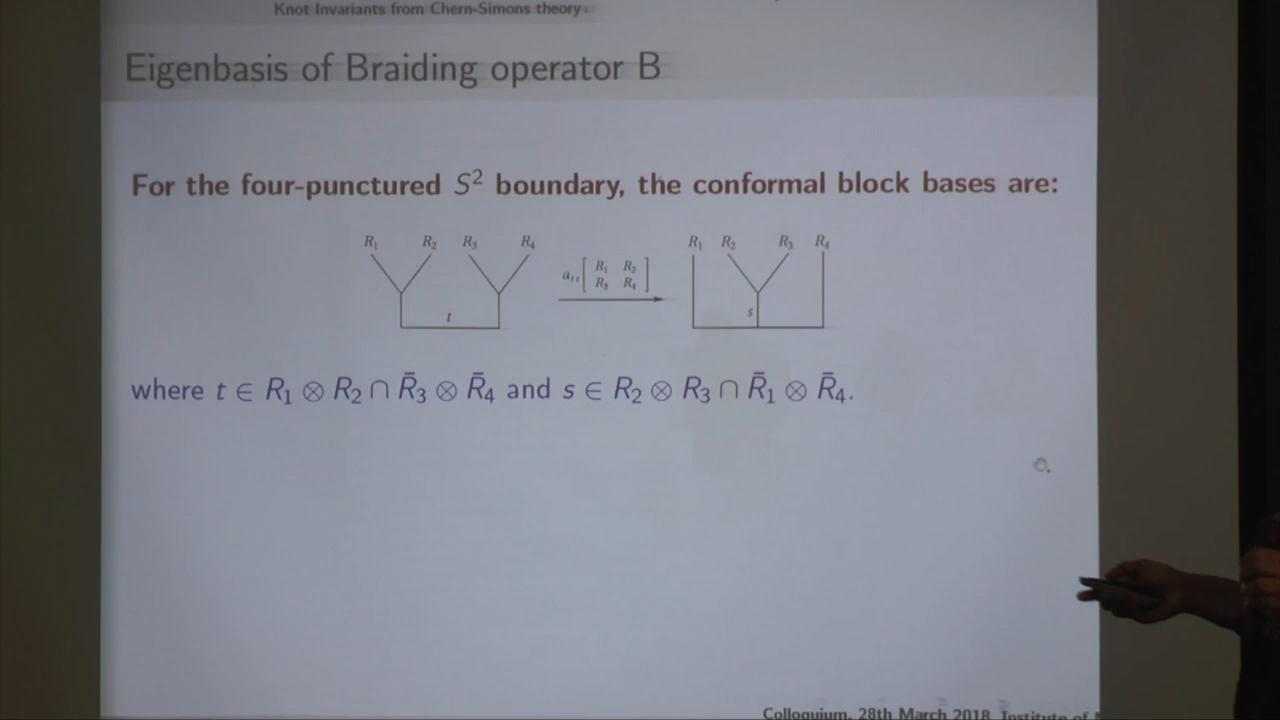 Knot Invariants from Chern-Simons theory
Eigenbasis of Braiding operator B
For the four-punctured S² boundary, the conformal block bases are:
R₁ R₂ R₃ R₄ R₁ R₂ R₃ R₄
R₁ R₂
R₃ R₄
t s
where t ∈ R₁ ⊗ R₂ ∩ R̄₃ ⊗ R̄₄ and s ∈ R₂ ⊗ R₃ ∩ R̄₁ ⊗ R̄₄.
Colloquium, 28th March 2018, Institute of